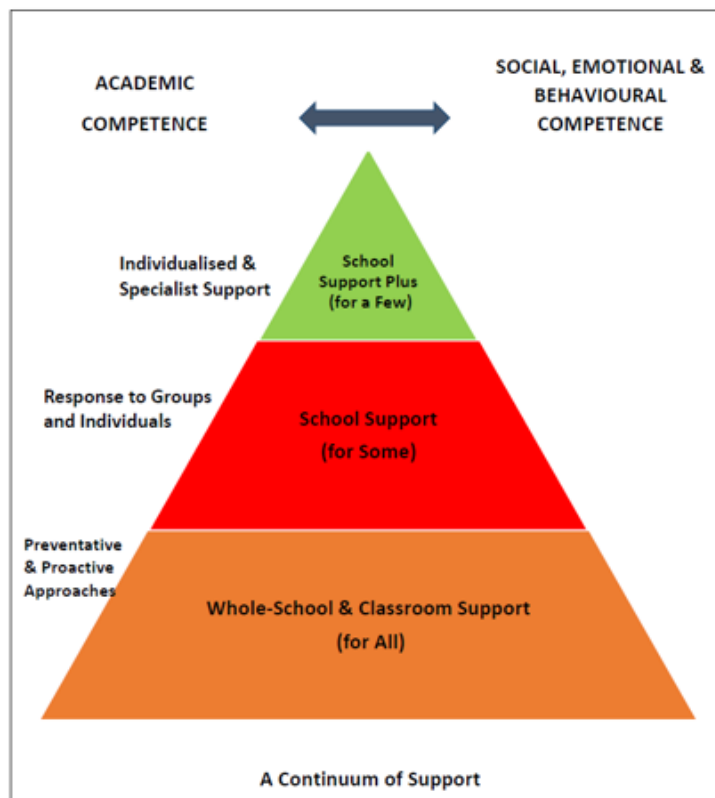 ACADEMIC
COMPETENCE
SOCIAL, EMOTIONAL &
BEHAVIOURAL
COMPETENCE
Individualised &
Specialist Support
School
Support Plus
(for a Few)
Response to Groups
and Individuals
School Support
(for Some)
Preventative
& Proactive
Approaches
Whole-School & Classroom Support
(for All)
A Continuum of Support